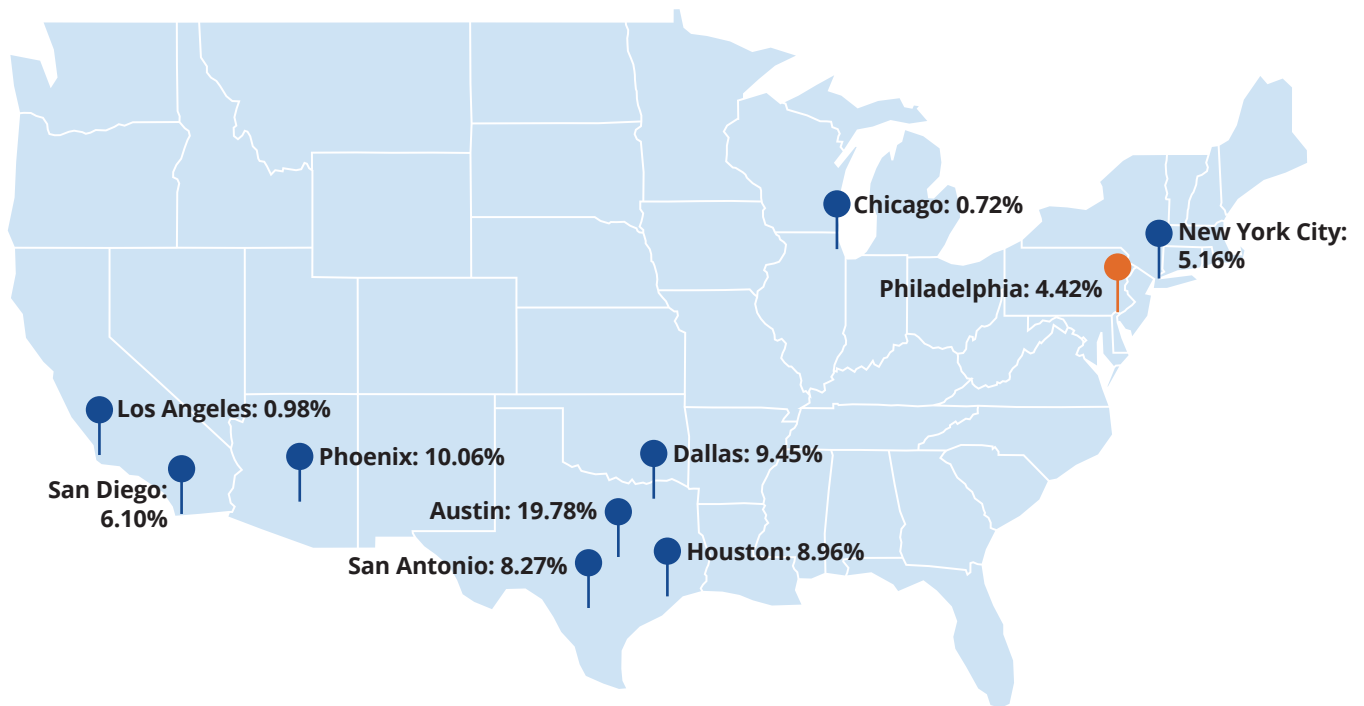 Chicago: 0.72%
New York City:
5.16%
Philadelphia: 4.42%
Los Angeles: 0.98%
Phoenix: 10.06%
Dallas: 9.45%
San Diego:
6.10%
Austin: 19.78%
Houston: 8.96%
San Antonio: 8.27%